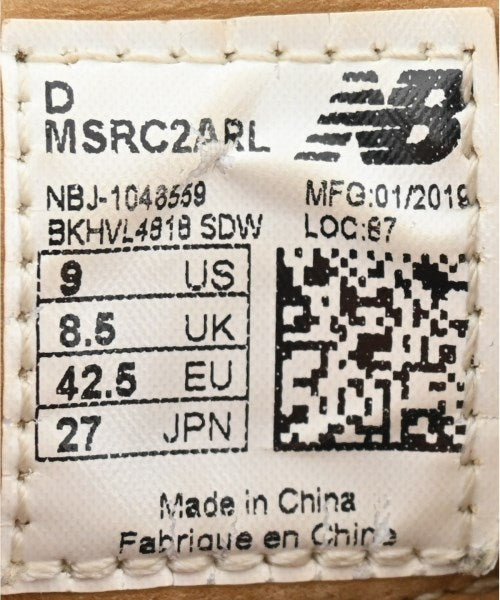 D
MSRC2ARL
NB
NBJ-1048559 MFG:01/2019
BKHVL4818 SDW LOC:87
9 US
8.5 UK
42.5 EU
27 JPN
Made in China
Fabrique en Chine